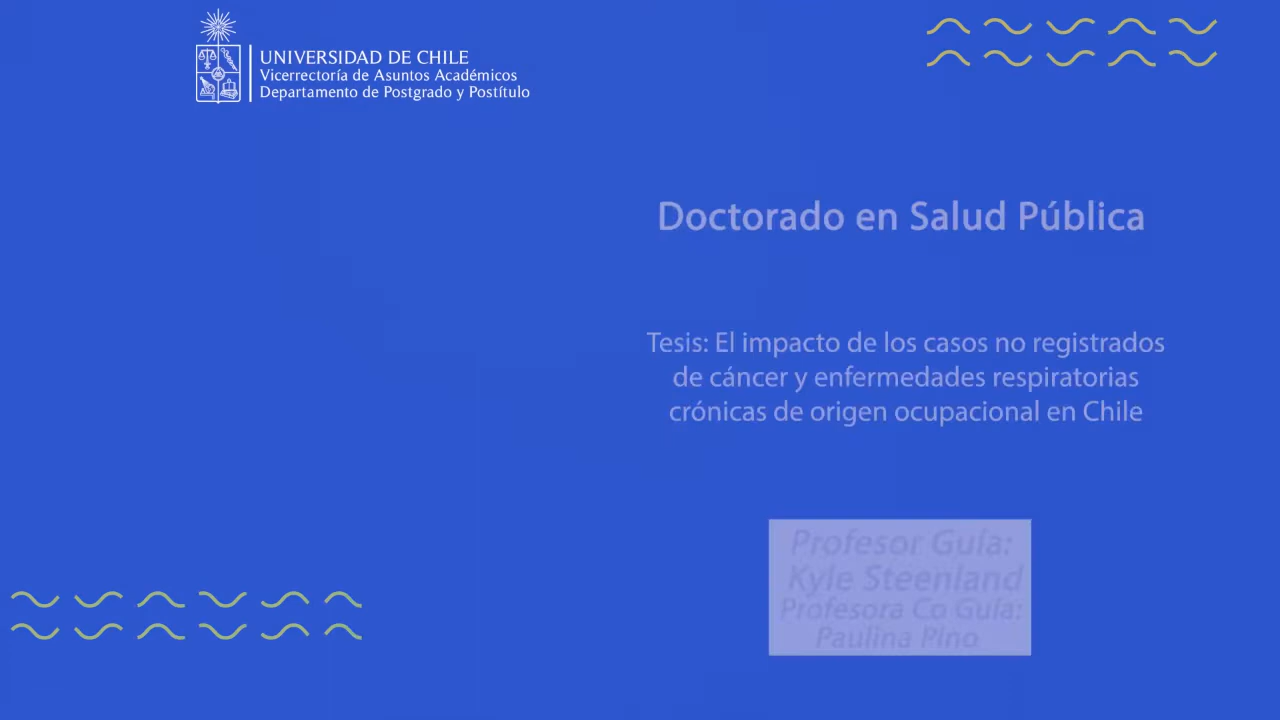 UNIVERSIDAD DE CHILE
Vicerrectoría de Asuntos Académicos
Departamento de Postgrado y Postítulo
Doctorado en Salud Pública
Tesis: El impacto de los casos no registrados
de cáncer y enfermedades respiratorias
crónicas de origen ocupacional en Chile
Profesor Guía:
Kyle Steenland
Profesora Co Guía:
Paulina Pino